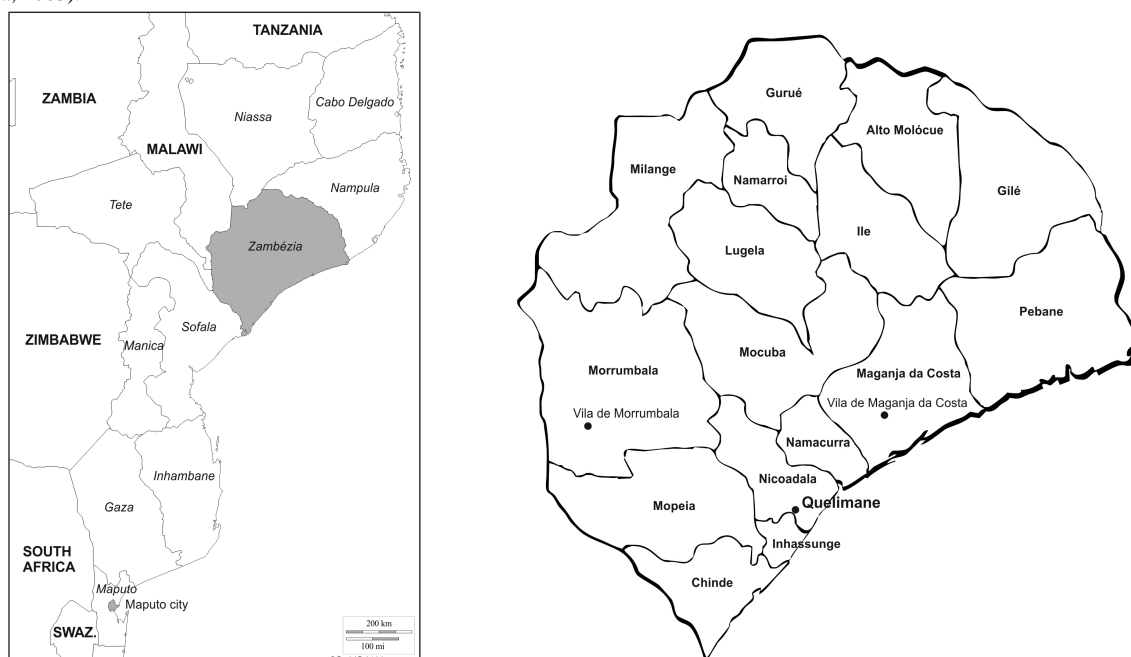 TANZANIA
ZAMBIA
Cabo Delgado
Niassa
MALAWI
Nampula
Tete
Zambézia
Sofala
ZIMBABWE
Manica
Inhambane
Gaza
SOUTH
AFRICA
Maputo
Maputo city
SWAZ.
200 km
100 mi
Gurué
Alto Molócue
Milange
Namarroi
Gilé
Ile
Lugela
Pebane
Mocuba
Morrumbala
Maganja da Costa
Vila de Maganja da Costa
Vila de Morrumbala
Namacurra
Nicoadala
Quelimane
Mopeia
Inhassunge
Chinde